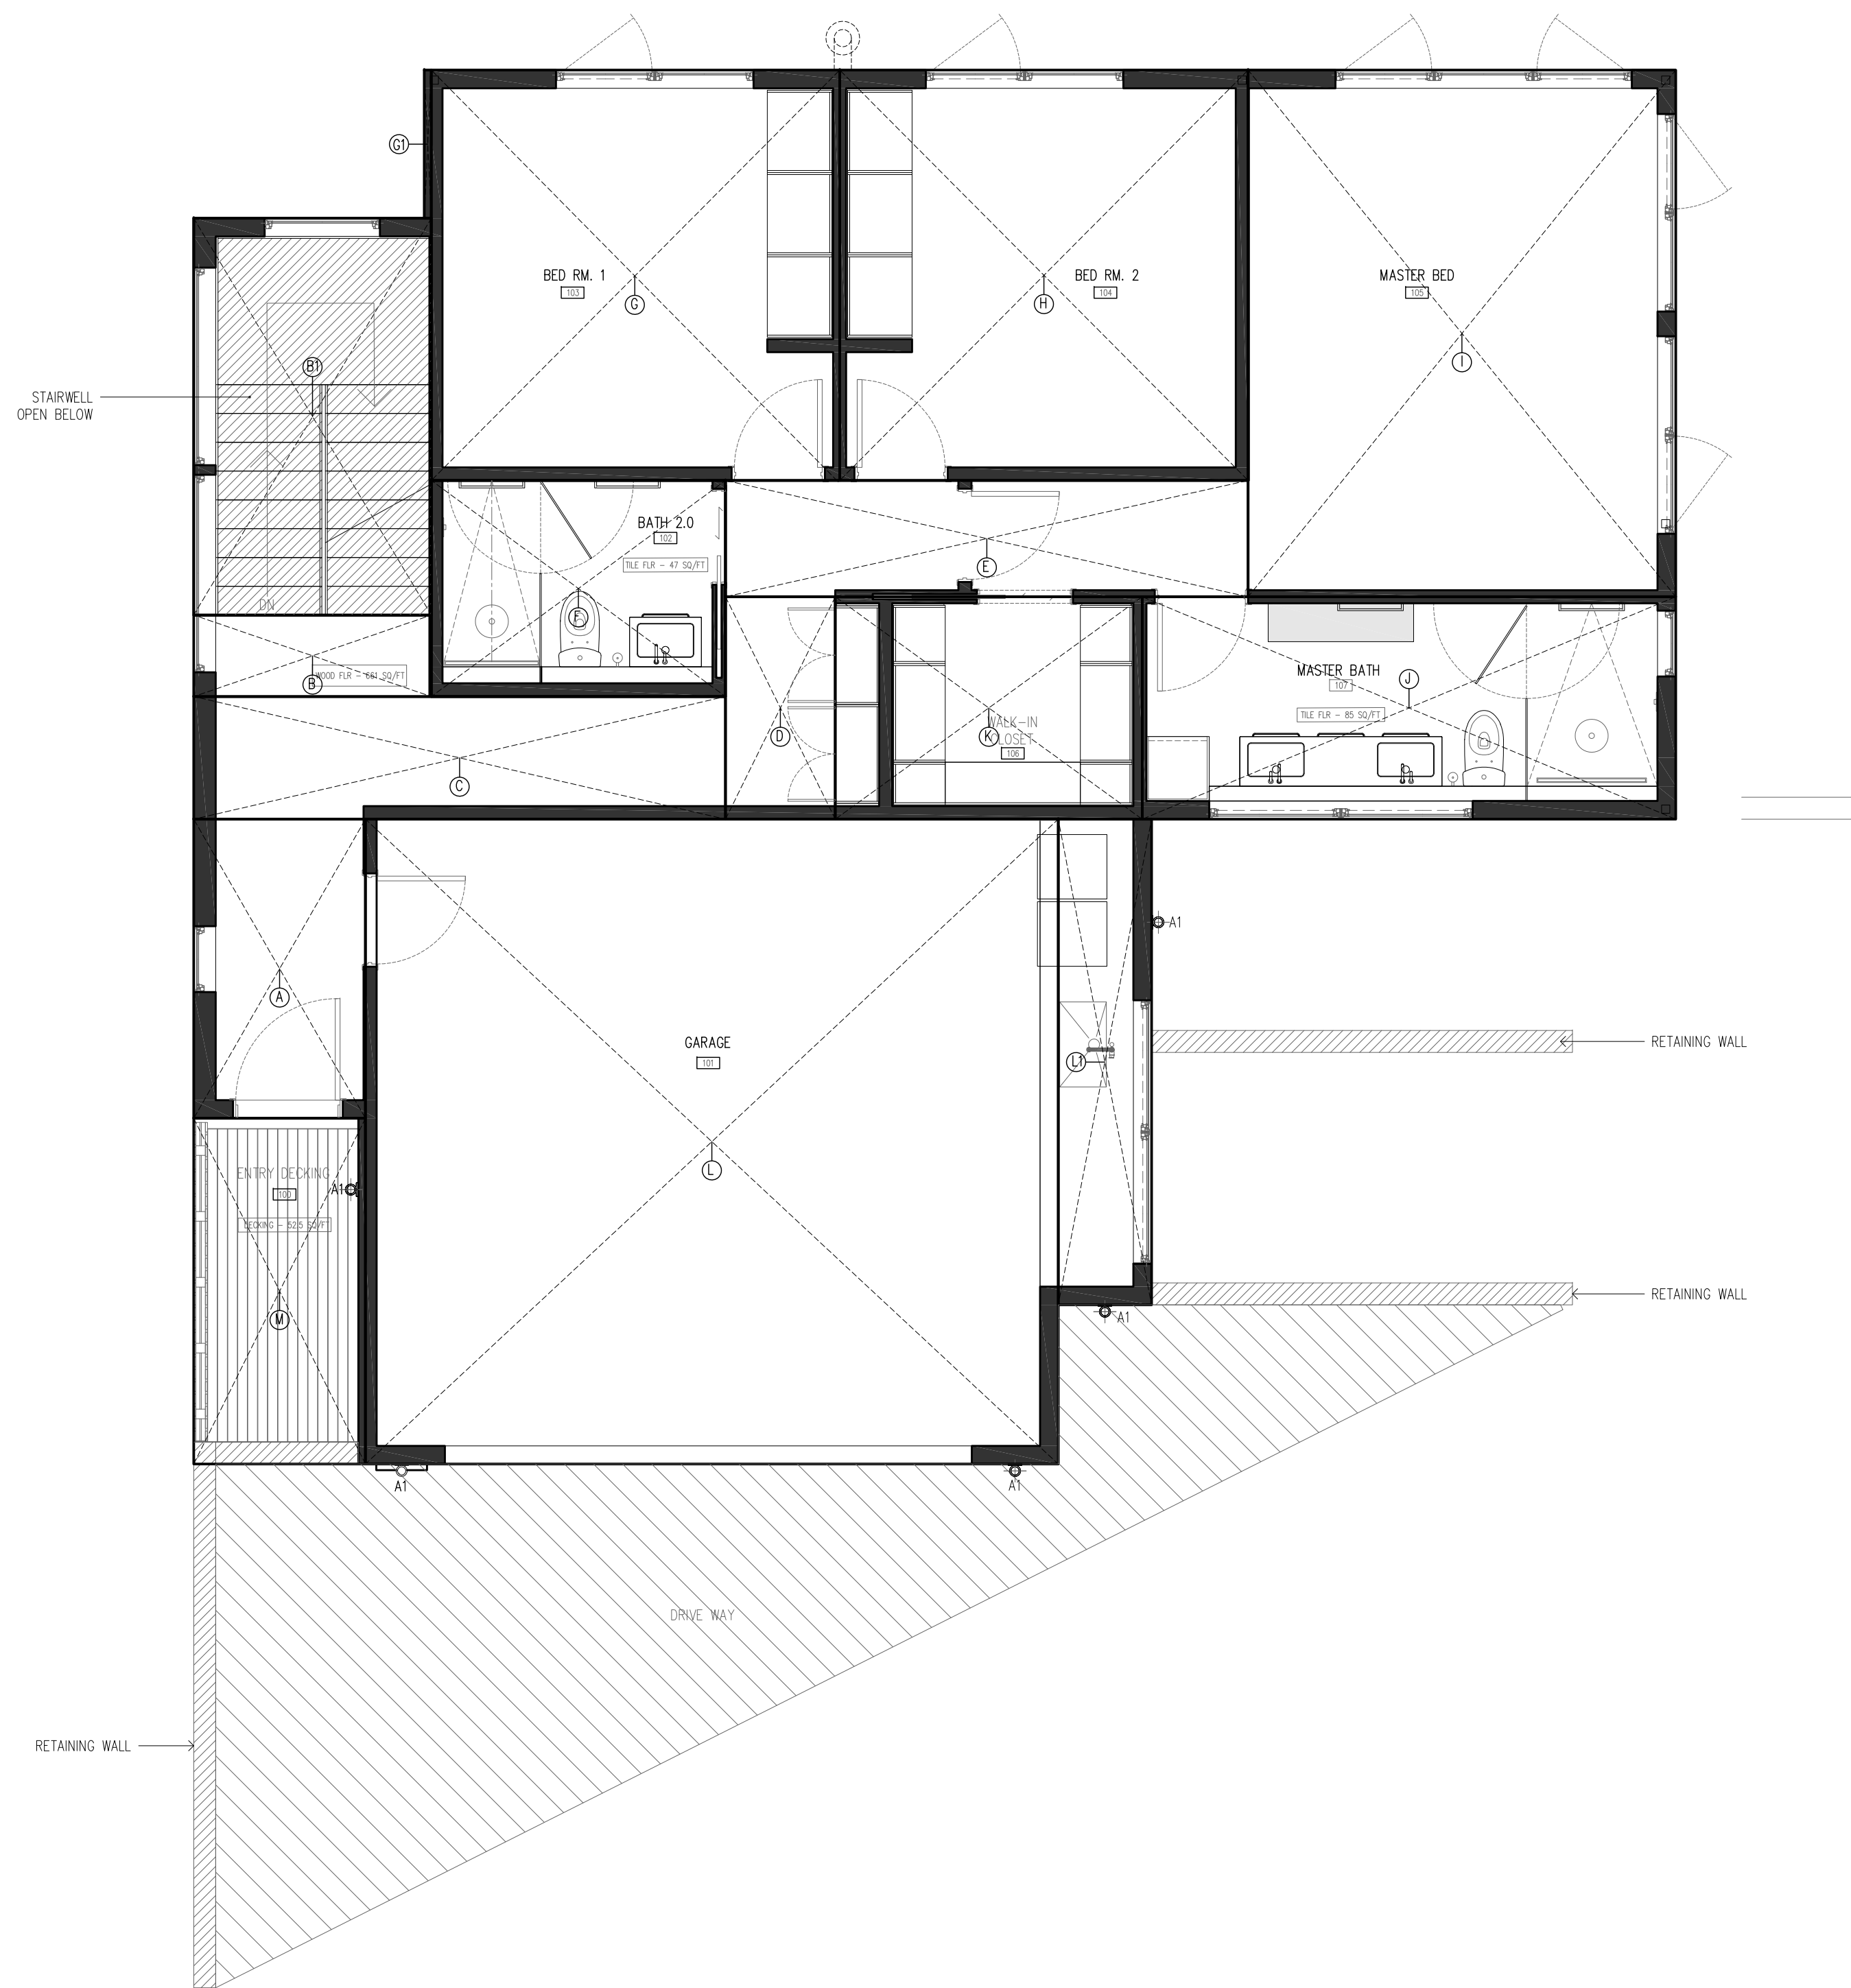 G1
BED RM. 1
103
G
BED RM. 2
104
H
MASTER BED
105
I
STAIRWELL
OPEN BELOW
B1
DN
BATH 2.0
102
TILE FLR - 47 SQ/FT
F
E
WOOD FLR - 661 SQ/FT
B
C
D
WALK-IN
CLOSET
K
106
MASTER BATH
107
J
TILE FLR - 85 SQ/FT
A1
A
GARAGE
101
L1
RETAINING WALL
L
ENTRY DECKING
100
A1
DECKING - 52.5 SQ/FT
M
RETAINING WALL
A1
A1
A1
DRIVE WAY
RETAINING WALL